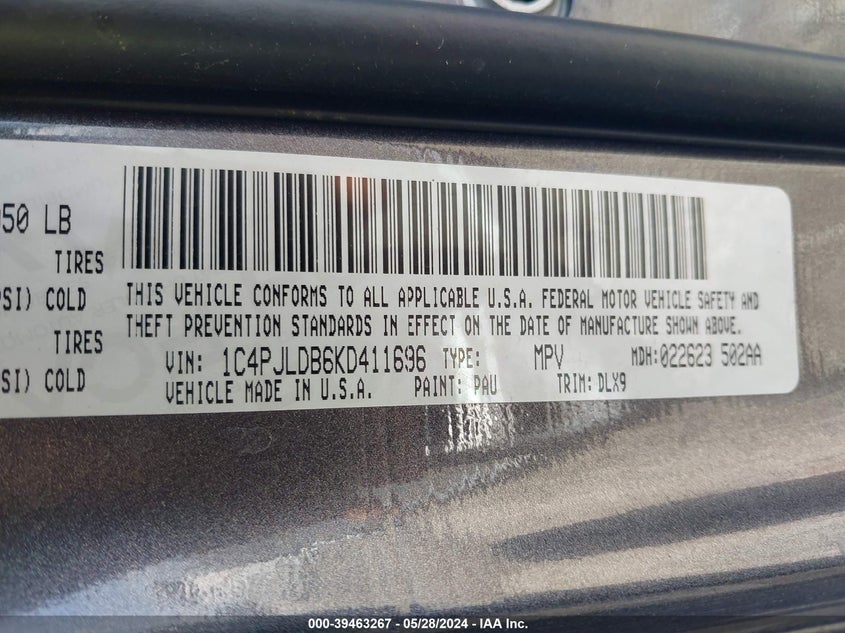 050 LB
TIRES
PSI) COLD
TIRES
SI) COLD
THIS VEHICLE CONFORMS TO ALL APPLICABLE U.S.A. FEDERAL MOTOR VEHICLE SAFETY AND
THEFT PREVENTION STANDARDS IN EFFECT ON THE DATE OF MANUFACTURE SHOWN ABOVE.
VIN: 1C4PJLDB6KD411696 TYPE: MPV MDH:022623 502AA
VEHICLE MADE IN U.S.A. PAINT: PAU TRIM: DLX9
000-39463267 / 05/28/2024 / IAA Inc.